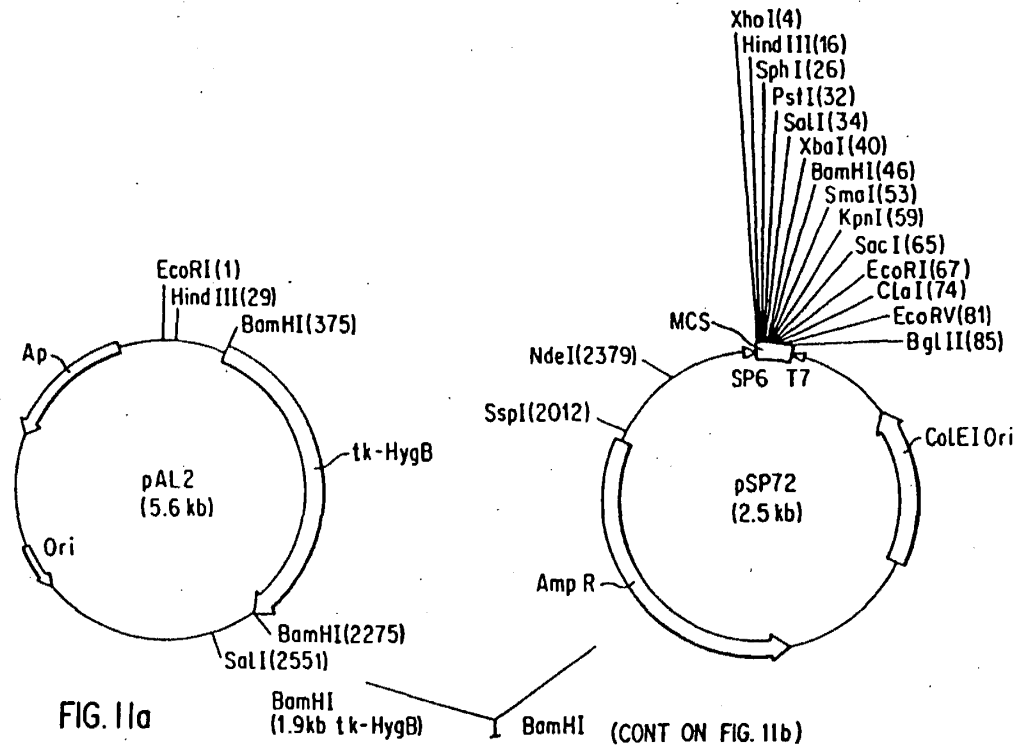 XhoI(4)
HindIII(16)
SphI(26)
PstI(32)
SalI(34)
XbaI(40)
BamHI(46)
SmaI(53)
KpnI(59)
SacI(65)
EcoRI(67)
ClaI(74)
EcoRV(81)
BglII(85)
MCS
NdeI(2379)
SP6 T7
SspI(2012)
ColEI Ori
pSP72
(2.5 kb)
Amp R
EcoRI(1)
HindIII(29)
BamHI(375)
Ap
tk-HygB
pAL2
(5.6 kb)
Ori
BamHI(2275)
SalI(2551)
FIG. 11a
BamHI
(1.9kb tk-HygB)
I BamHI
(CONT ON FIG. 11b)